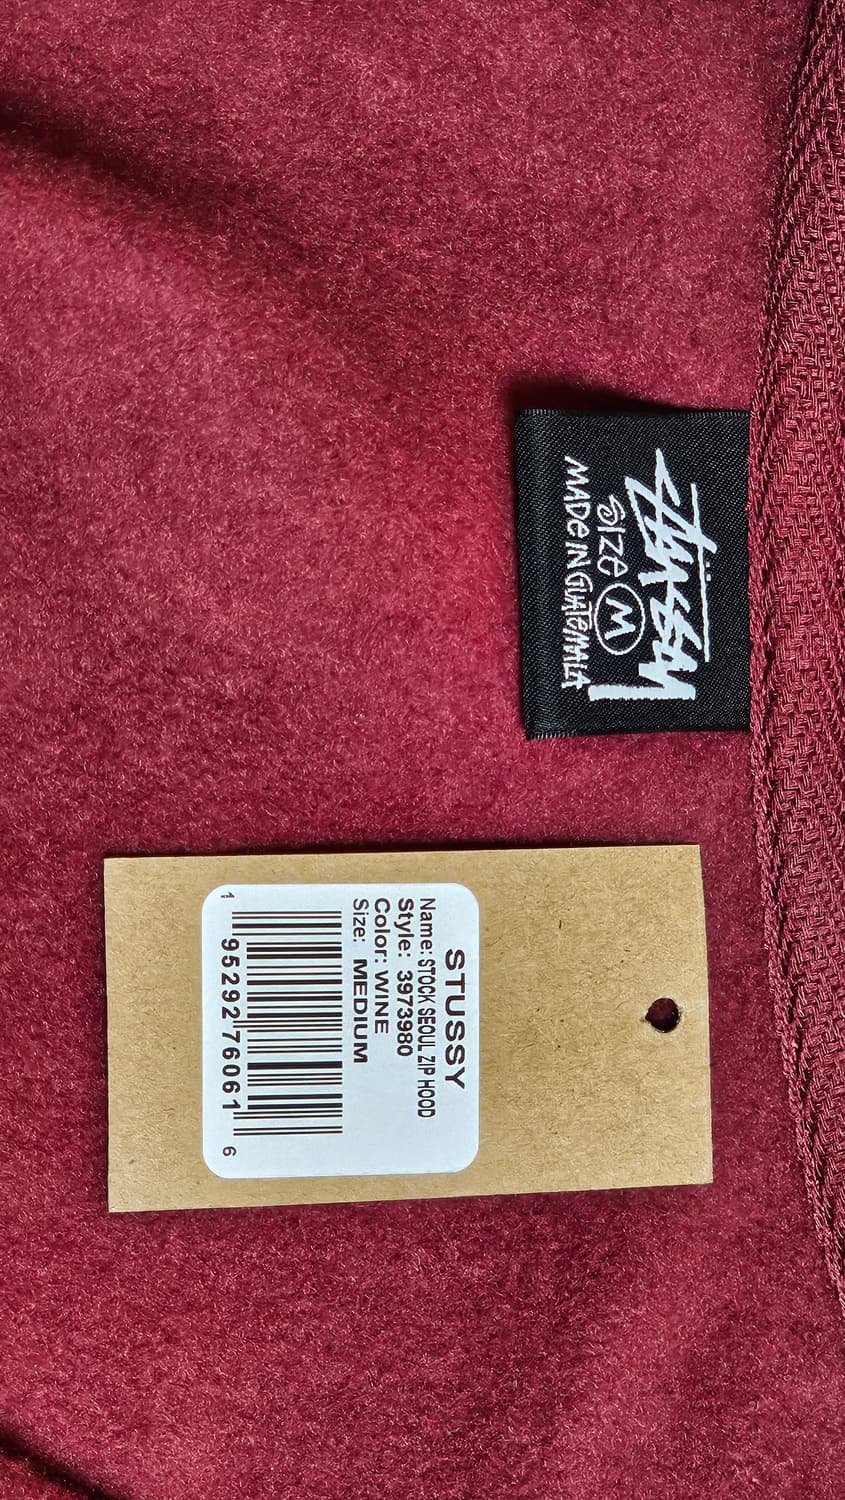 STÜSSY
SIZE M
MADE IN GUATEMALA
STUSSY
Name: STOCK SEOUL ZIP HOOD
Style: 3973980
Color: WINE
Size: MEDIUM
1 95292 76061 6